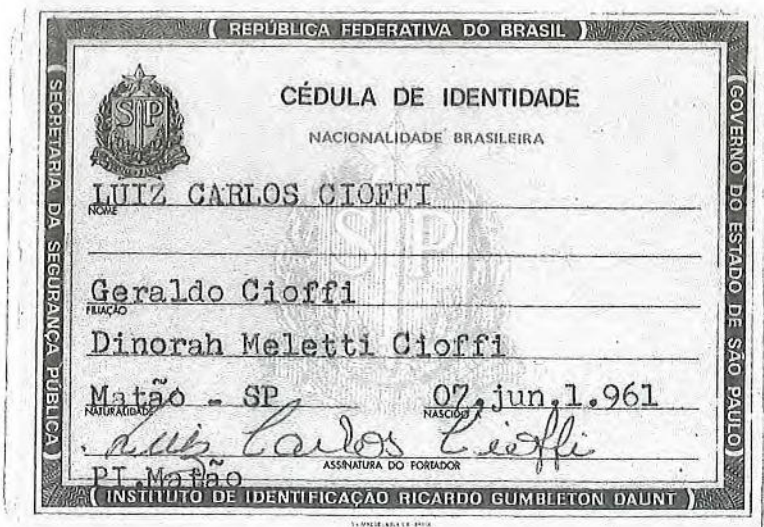 REPÚBLICA FEDERATIVA DO BRASIL
SECRETARIA DA SEGURANÇA PÚBLICA
GOVERNO DO ESTADO DE SÃO PAULO
SP
CÉDULA DE IDENTIDADE
NACIONALIDADE BRASILEIRA
LUIZ CARLOS CIOFFI
NOME
SP
Geraldo Cioffi
FILIAÇÃO
Dinorah Meletti Cioffi
Matão - SP 07.jun.1.961
NATURALIDADE NASCIDO
Luiz Carlos Cioffi
ASSINATURA DO PORTADOR
PI.Matão
INSTITUTO DE IDENTIFICAÇÃO RICARDO GUMBLETON DAUNT